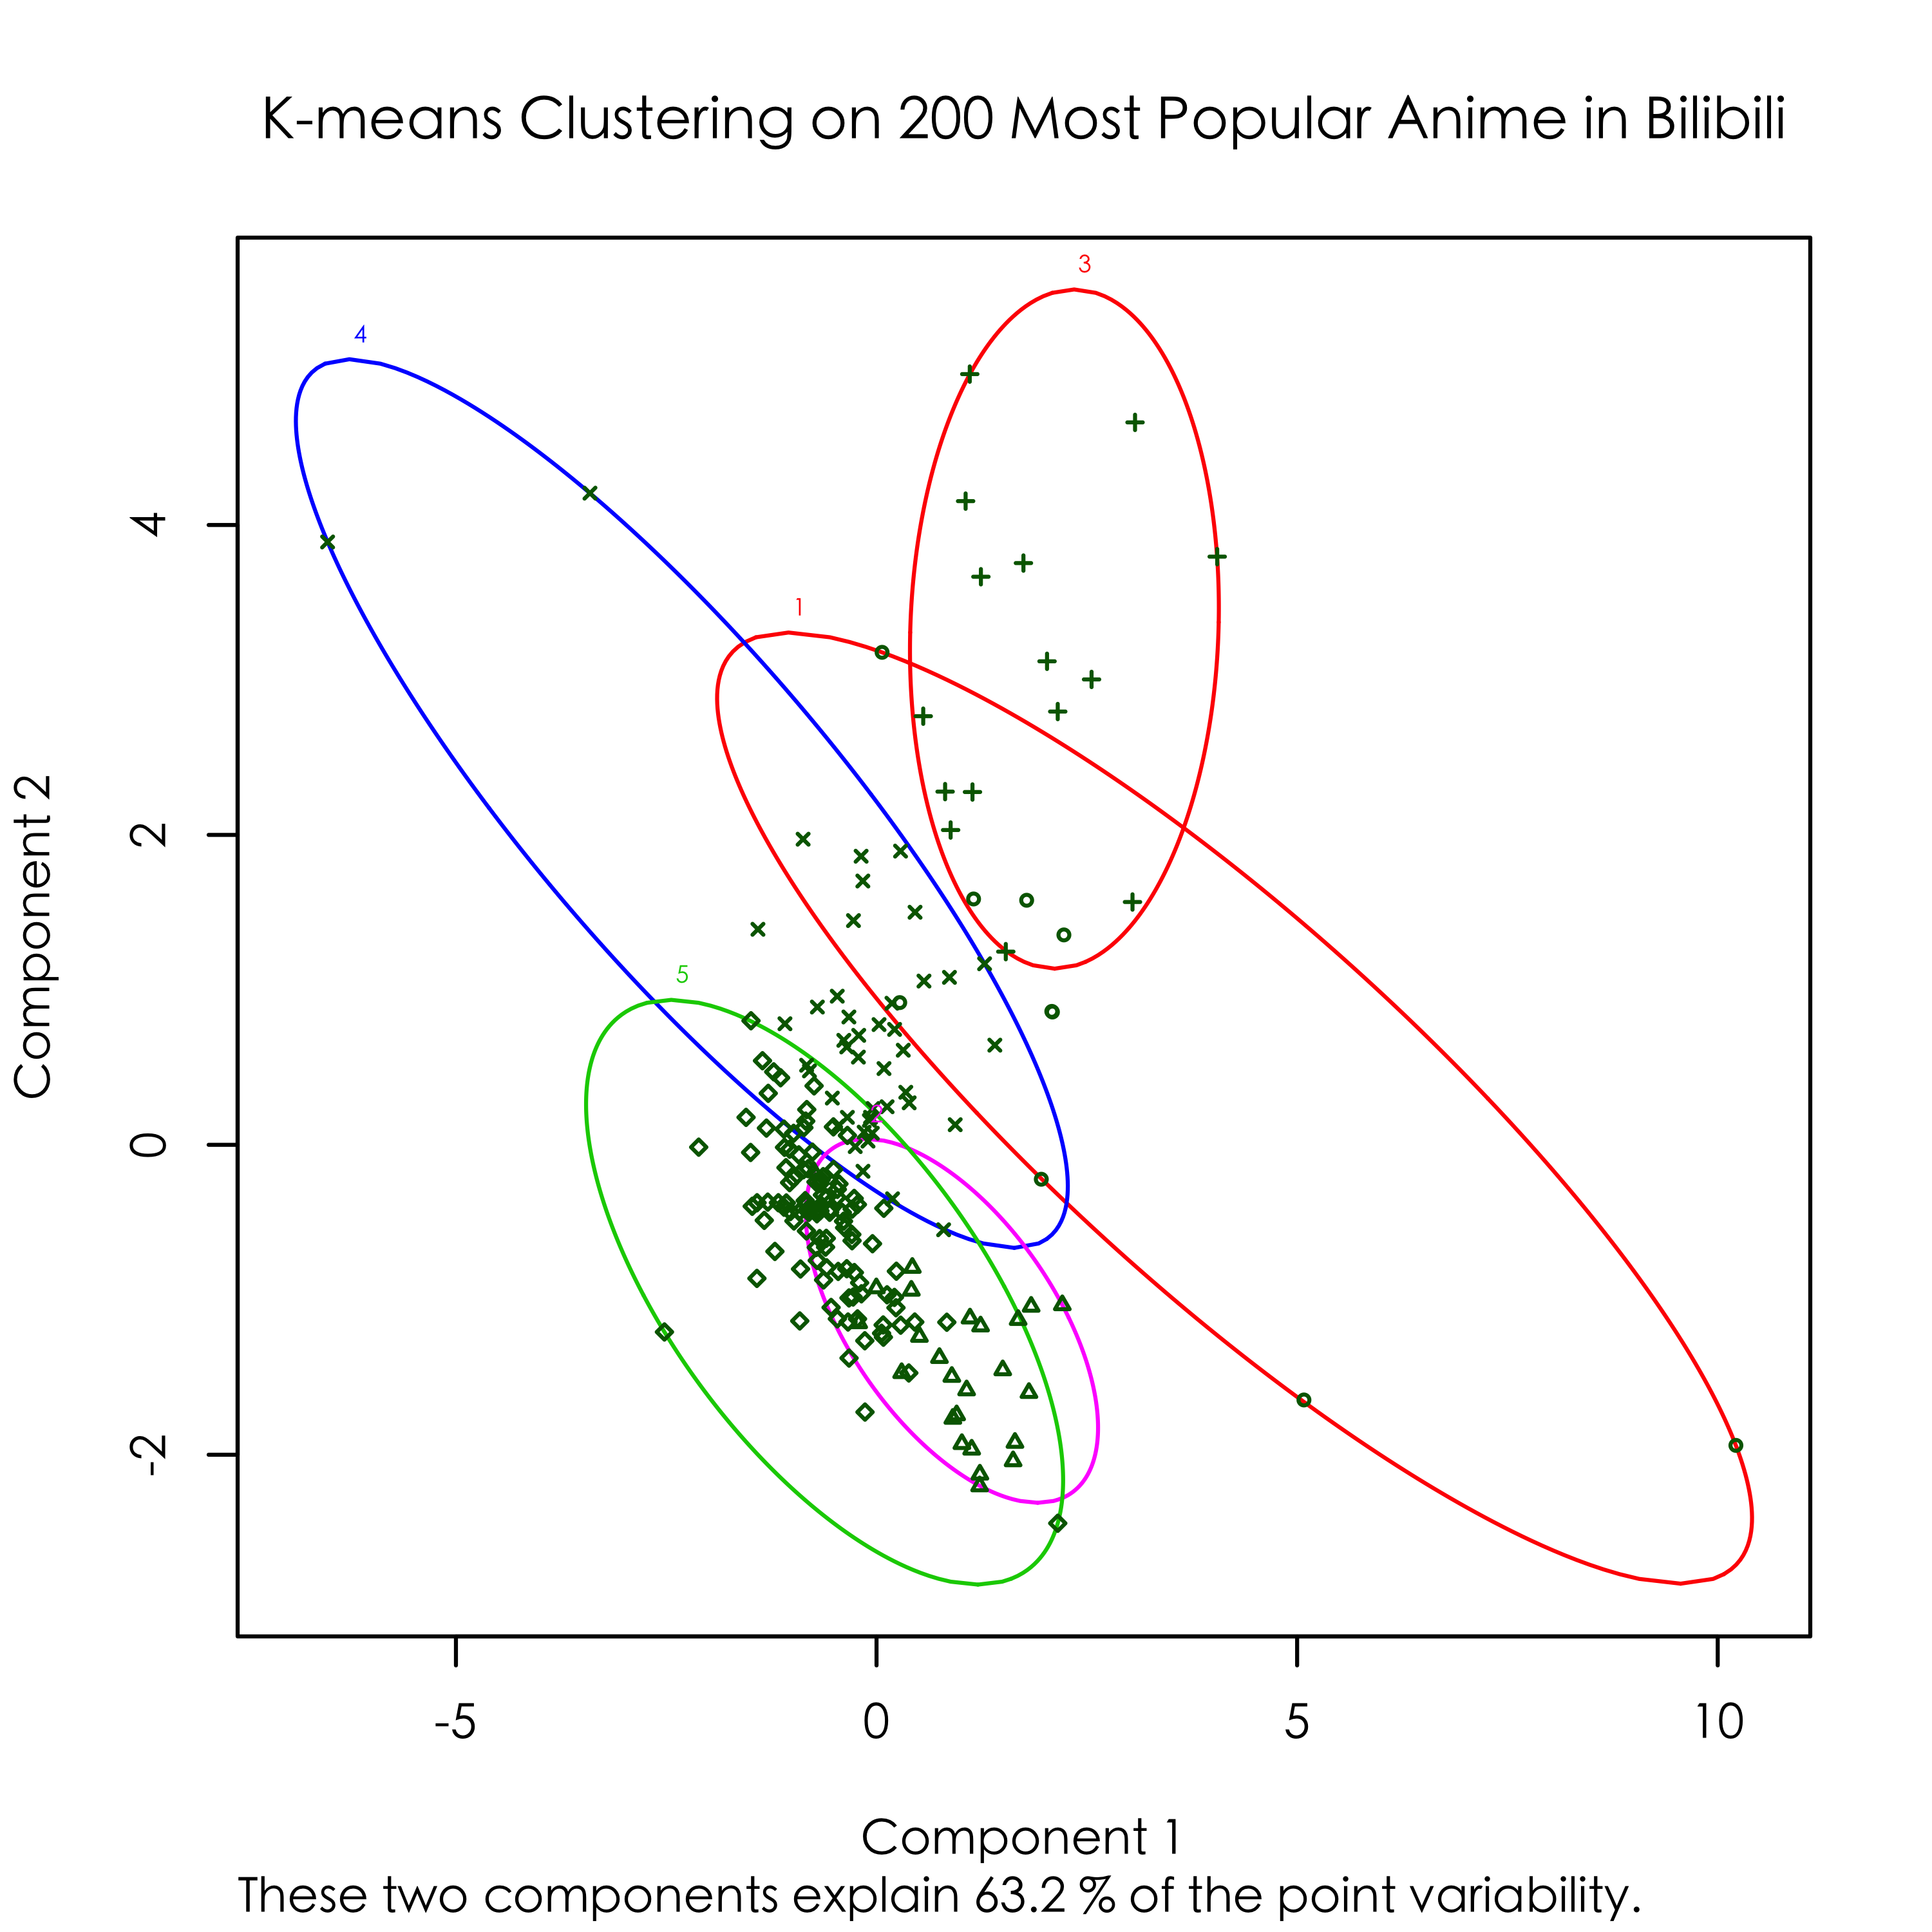 K-means Clustering on 200 Most Popular Anime in Bilibili
3
4
1
5
2
Component 2
4
2
0
-2
-5 0 5 10
Component 1
These two components explain 63.2 % of the point variability.